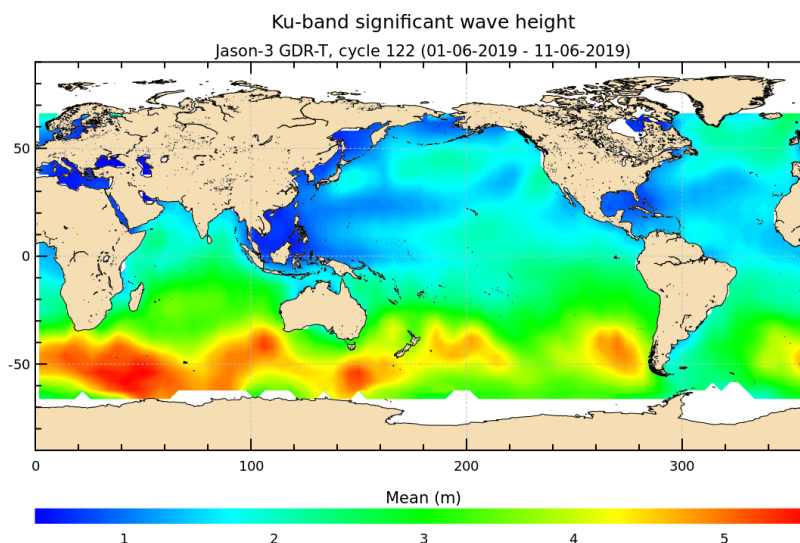 Ku-band significant wave height
Jason-3 GDR-T, cycle 122 (01-06-2019 - 11-06-2019)
50
0
-50
0 100 200 300
Mean (m)
1 2 3 4 5